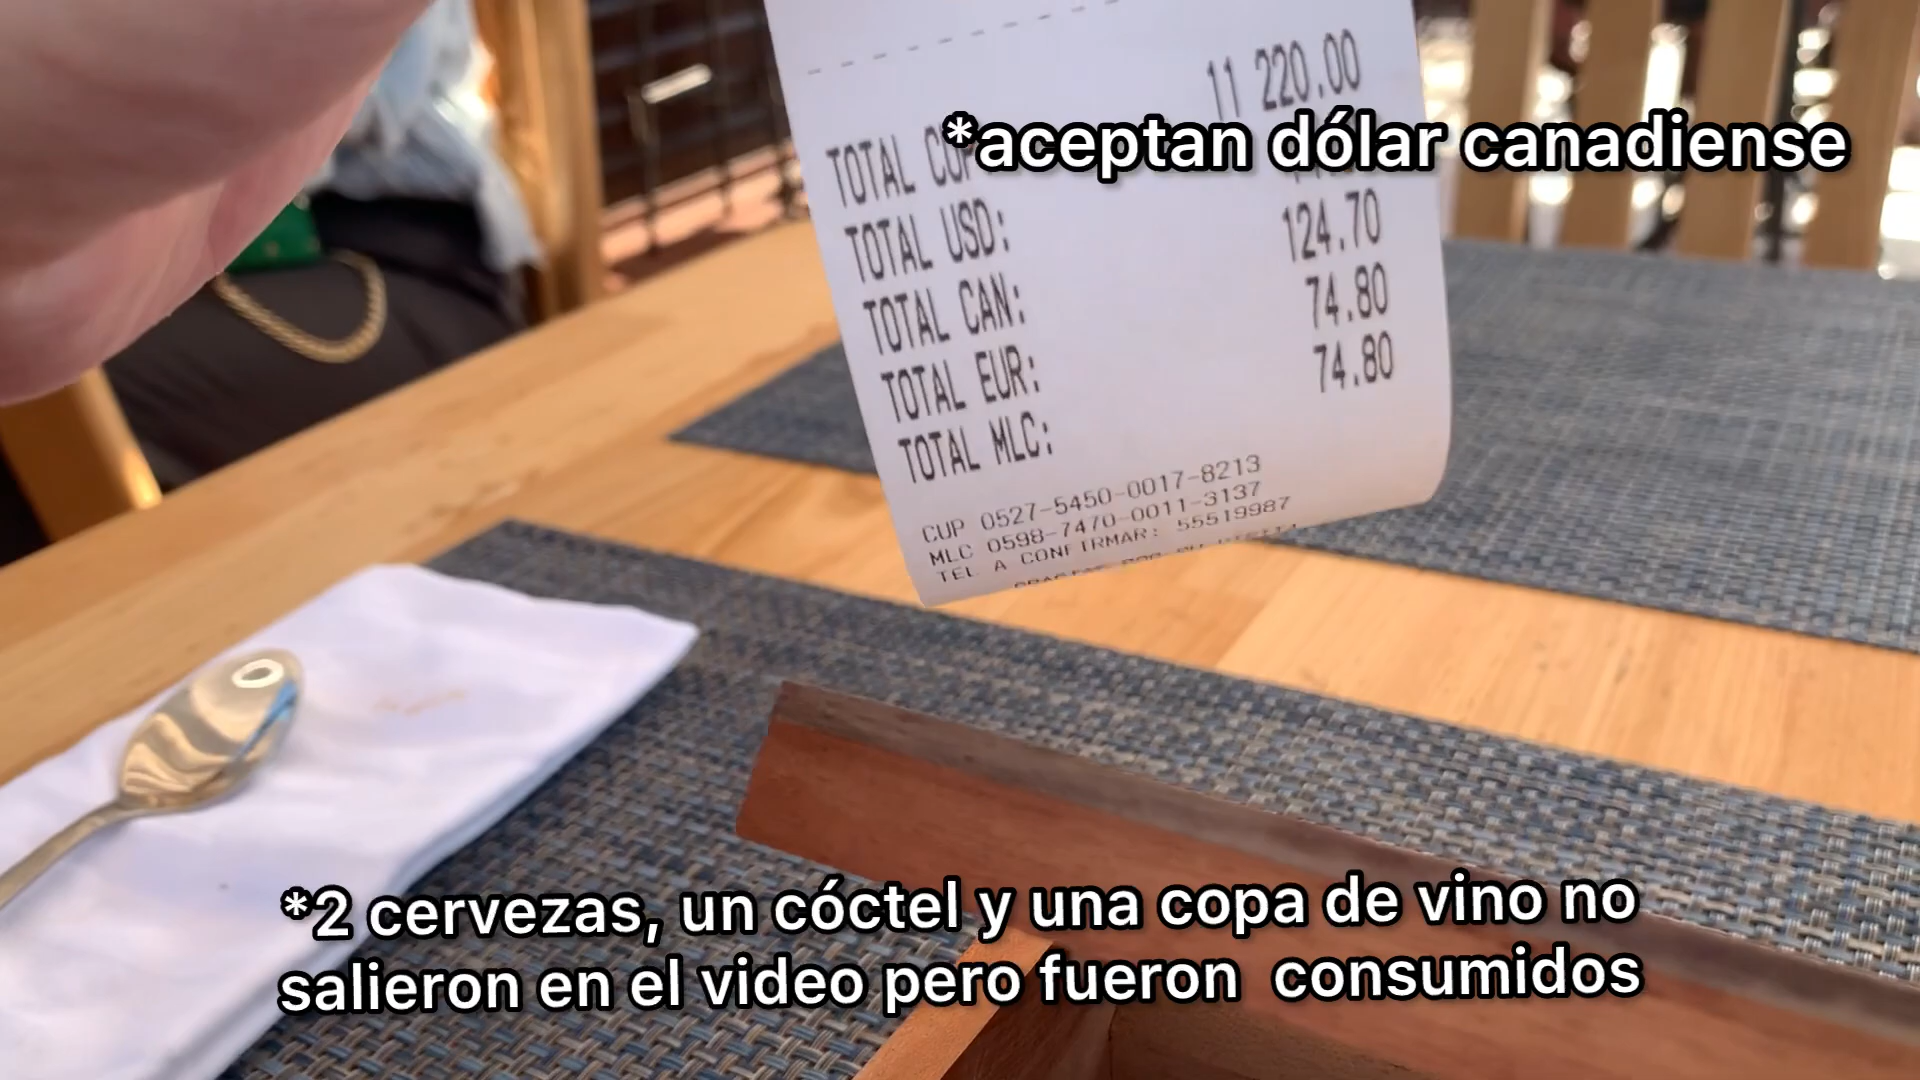 11 220.00
*aceptan dólar canadiense
TOTAL
TOTAL USD:
124.70
TOTAL CAN:
74.80
TOTAL EUR:
74.80
TOTAL MLC:
CUP 0527-5450-0017-8213
MLC 0598-7470-0011-3137
TEL A CONFIRMAR: 55519987
*2 cervezas, un cóctel y una copa de vino no
salieron en el video pero fueron consumidos